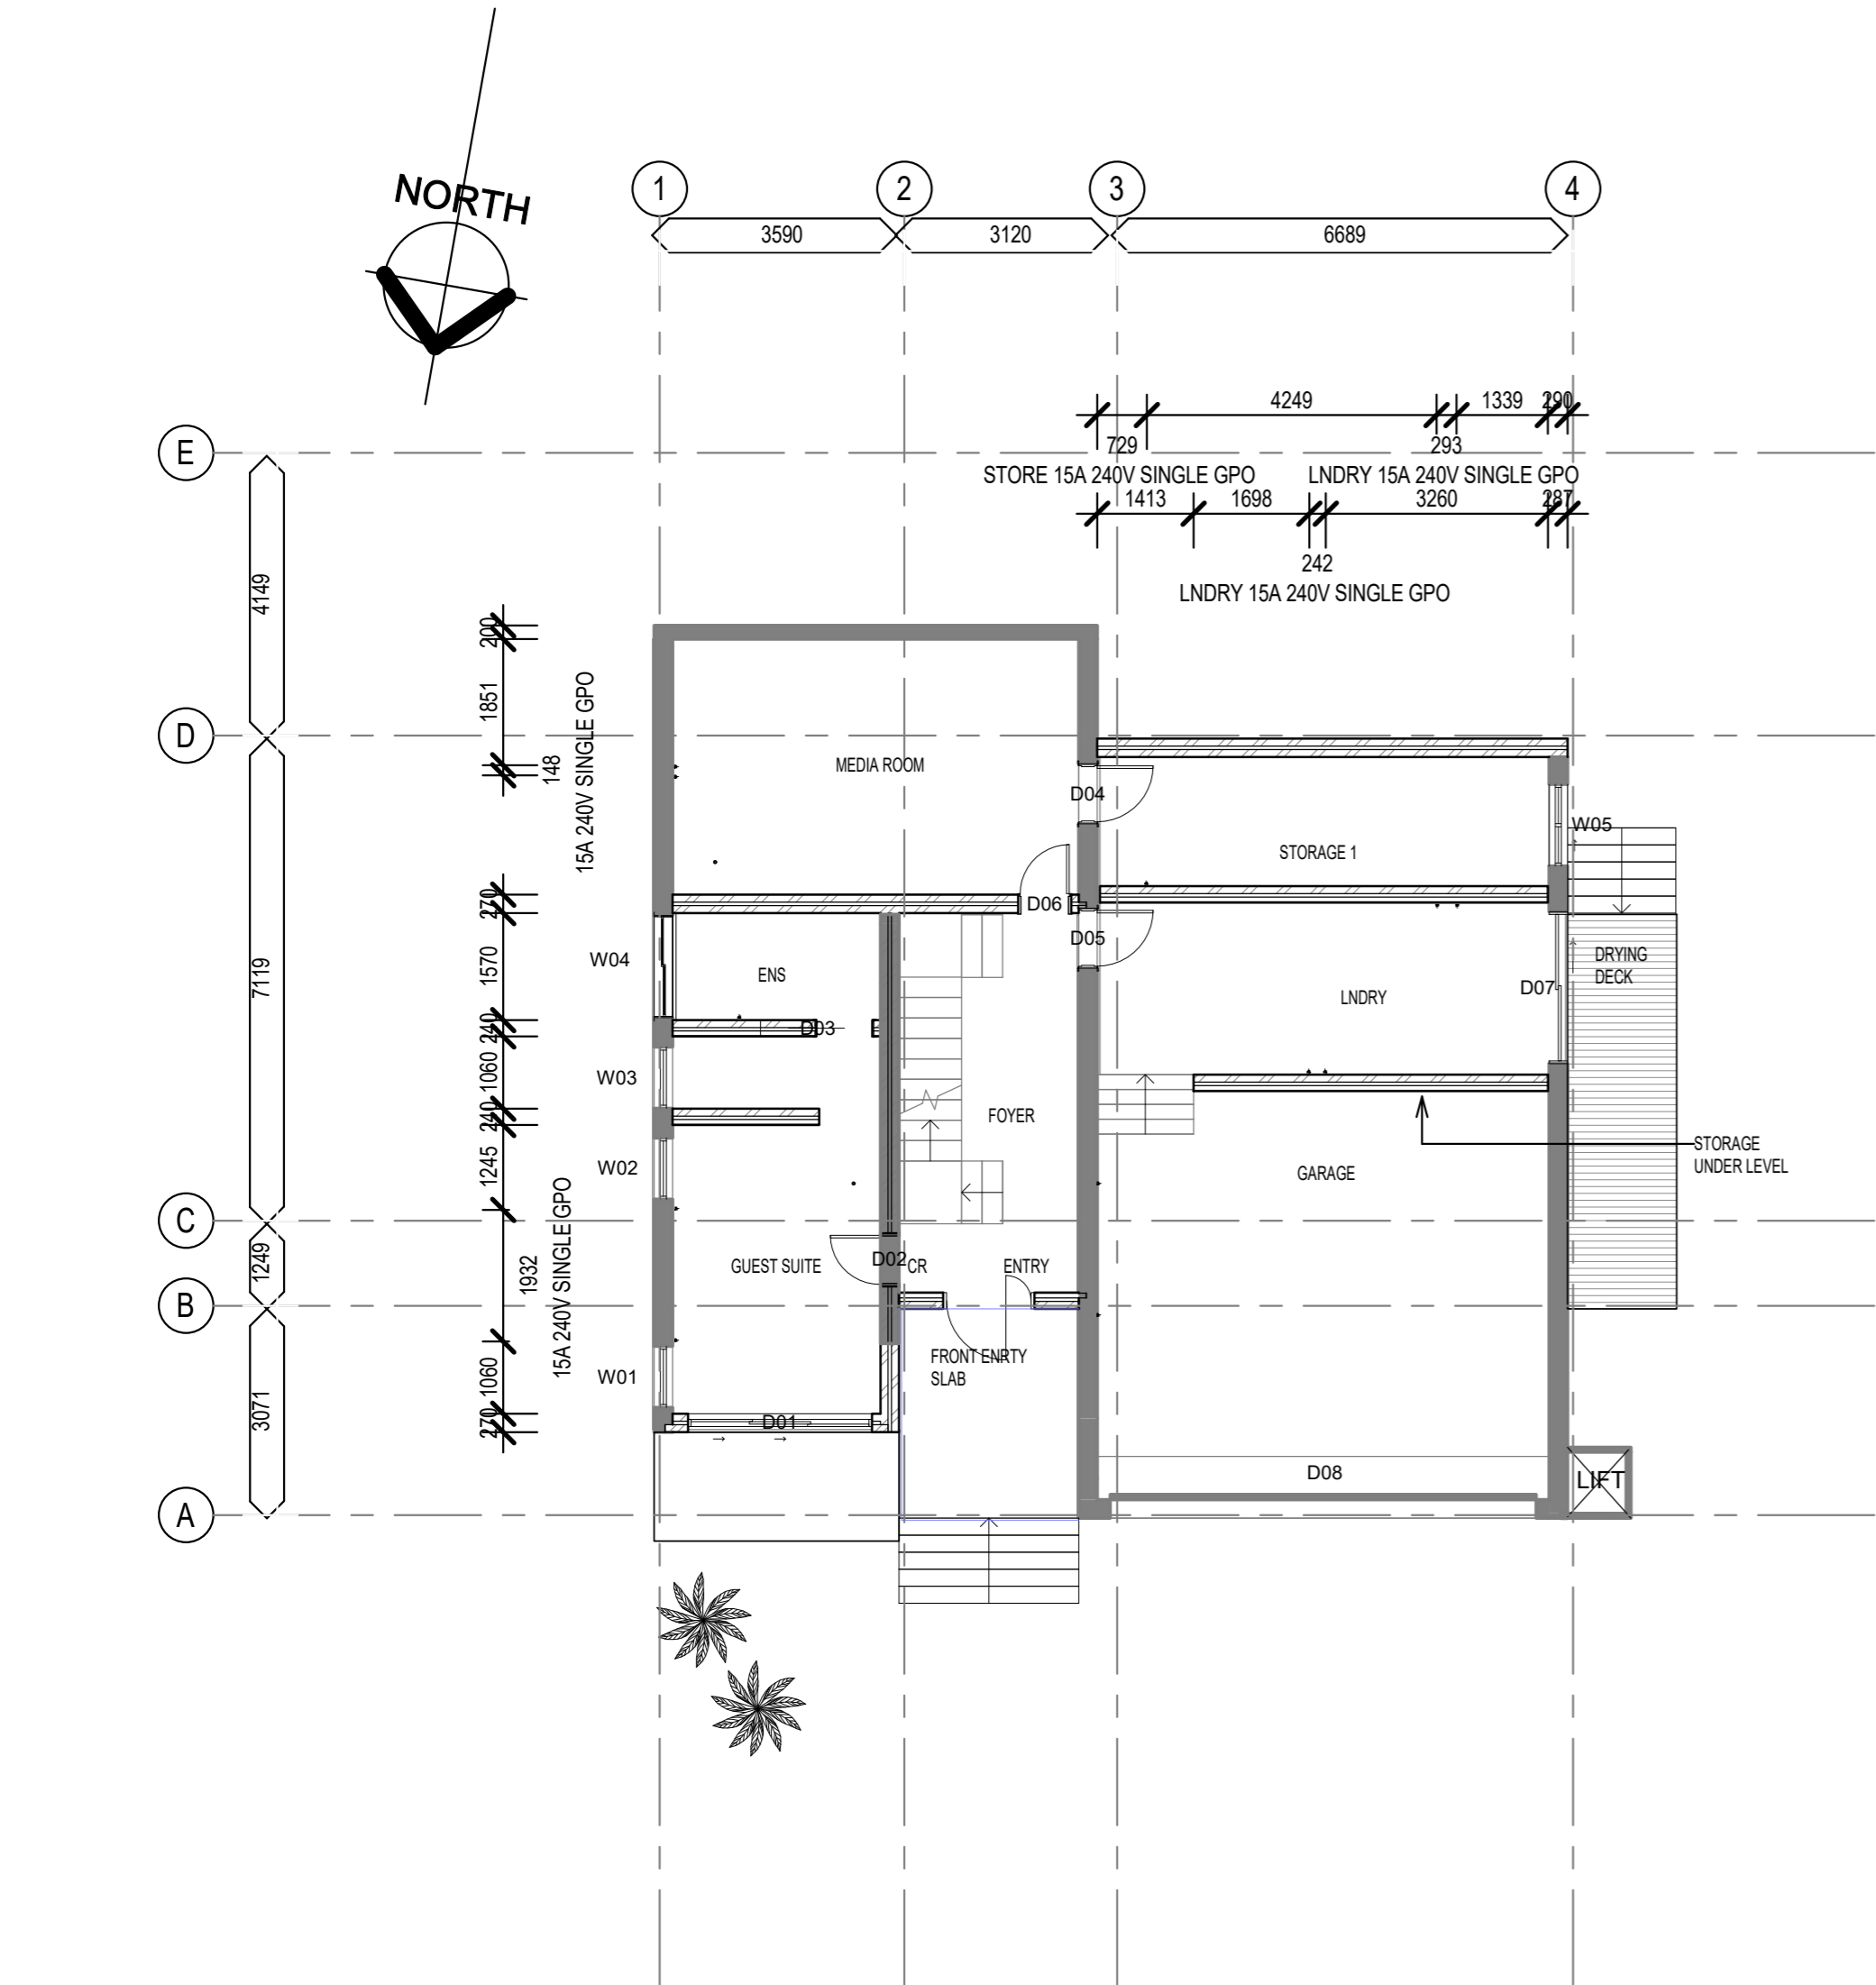 NORTH
1
2
3
4
3590
3120
6689
4249
1339
290
E
729
293
STORE 15A 240V SINGLE GPO
LNDRY 15A 240V SINGLE GPO
1413
1698
3260
287
242
LNDRY 15A 240V SINGLE GPO
4149
200
1851
148
15A 240V SINGLE GPO
D
MEDIA ROOM
D04
W05
STORAGE 1
270
D06
D05
W04
1570
ENS
DRYING
DECK
D07
LNDRY
7119
240
D03
1060
W03
240
FOYER
STORAGE
UNDER LEVEL
1245
W02
GARAGE
C
1249
1932
15A 240V SINGLE GPO
GUEST SUITE
D02
CR
ENTRY
B
FRONT ENRTY
SLAB
1060
W01
3071
270
D01
D08
LIFT
A